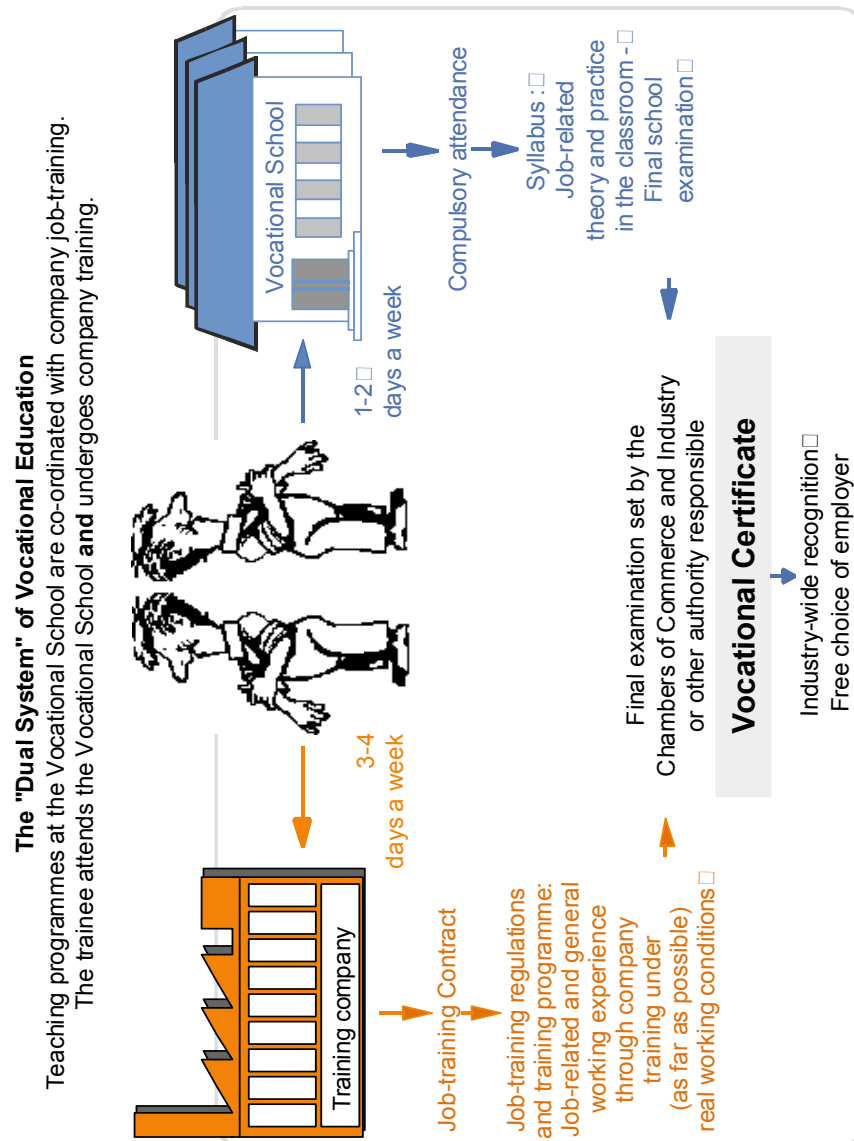 The "Dual System" of Vocational Education
Teaching programmes at the Vocational School are co-ordinated with company job-training.
The trainee attends the Vocational School and undergoes company training.
Training company
3-4
days a week
1-2□
days a week
Vocational School
Job-training Contract
Job-training regulations
and training programme:
Job-related and general
working experience
through company
training under
(as far as possible)
real working conditions□
Compulsory attendance
Syllabus :□
Job-related
theory and practice
in the classroom -□
Final school
examination□
Final examination set by the
Chambers of Commerce and Industry
or other authority responsible
Vocational Certificate
Industry-wide recognition□
Free choice of employer